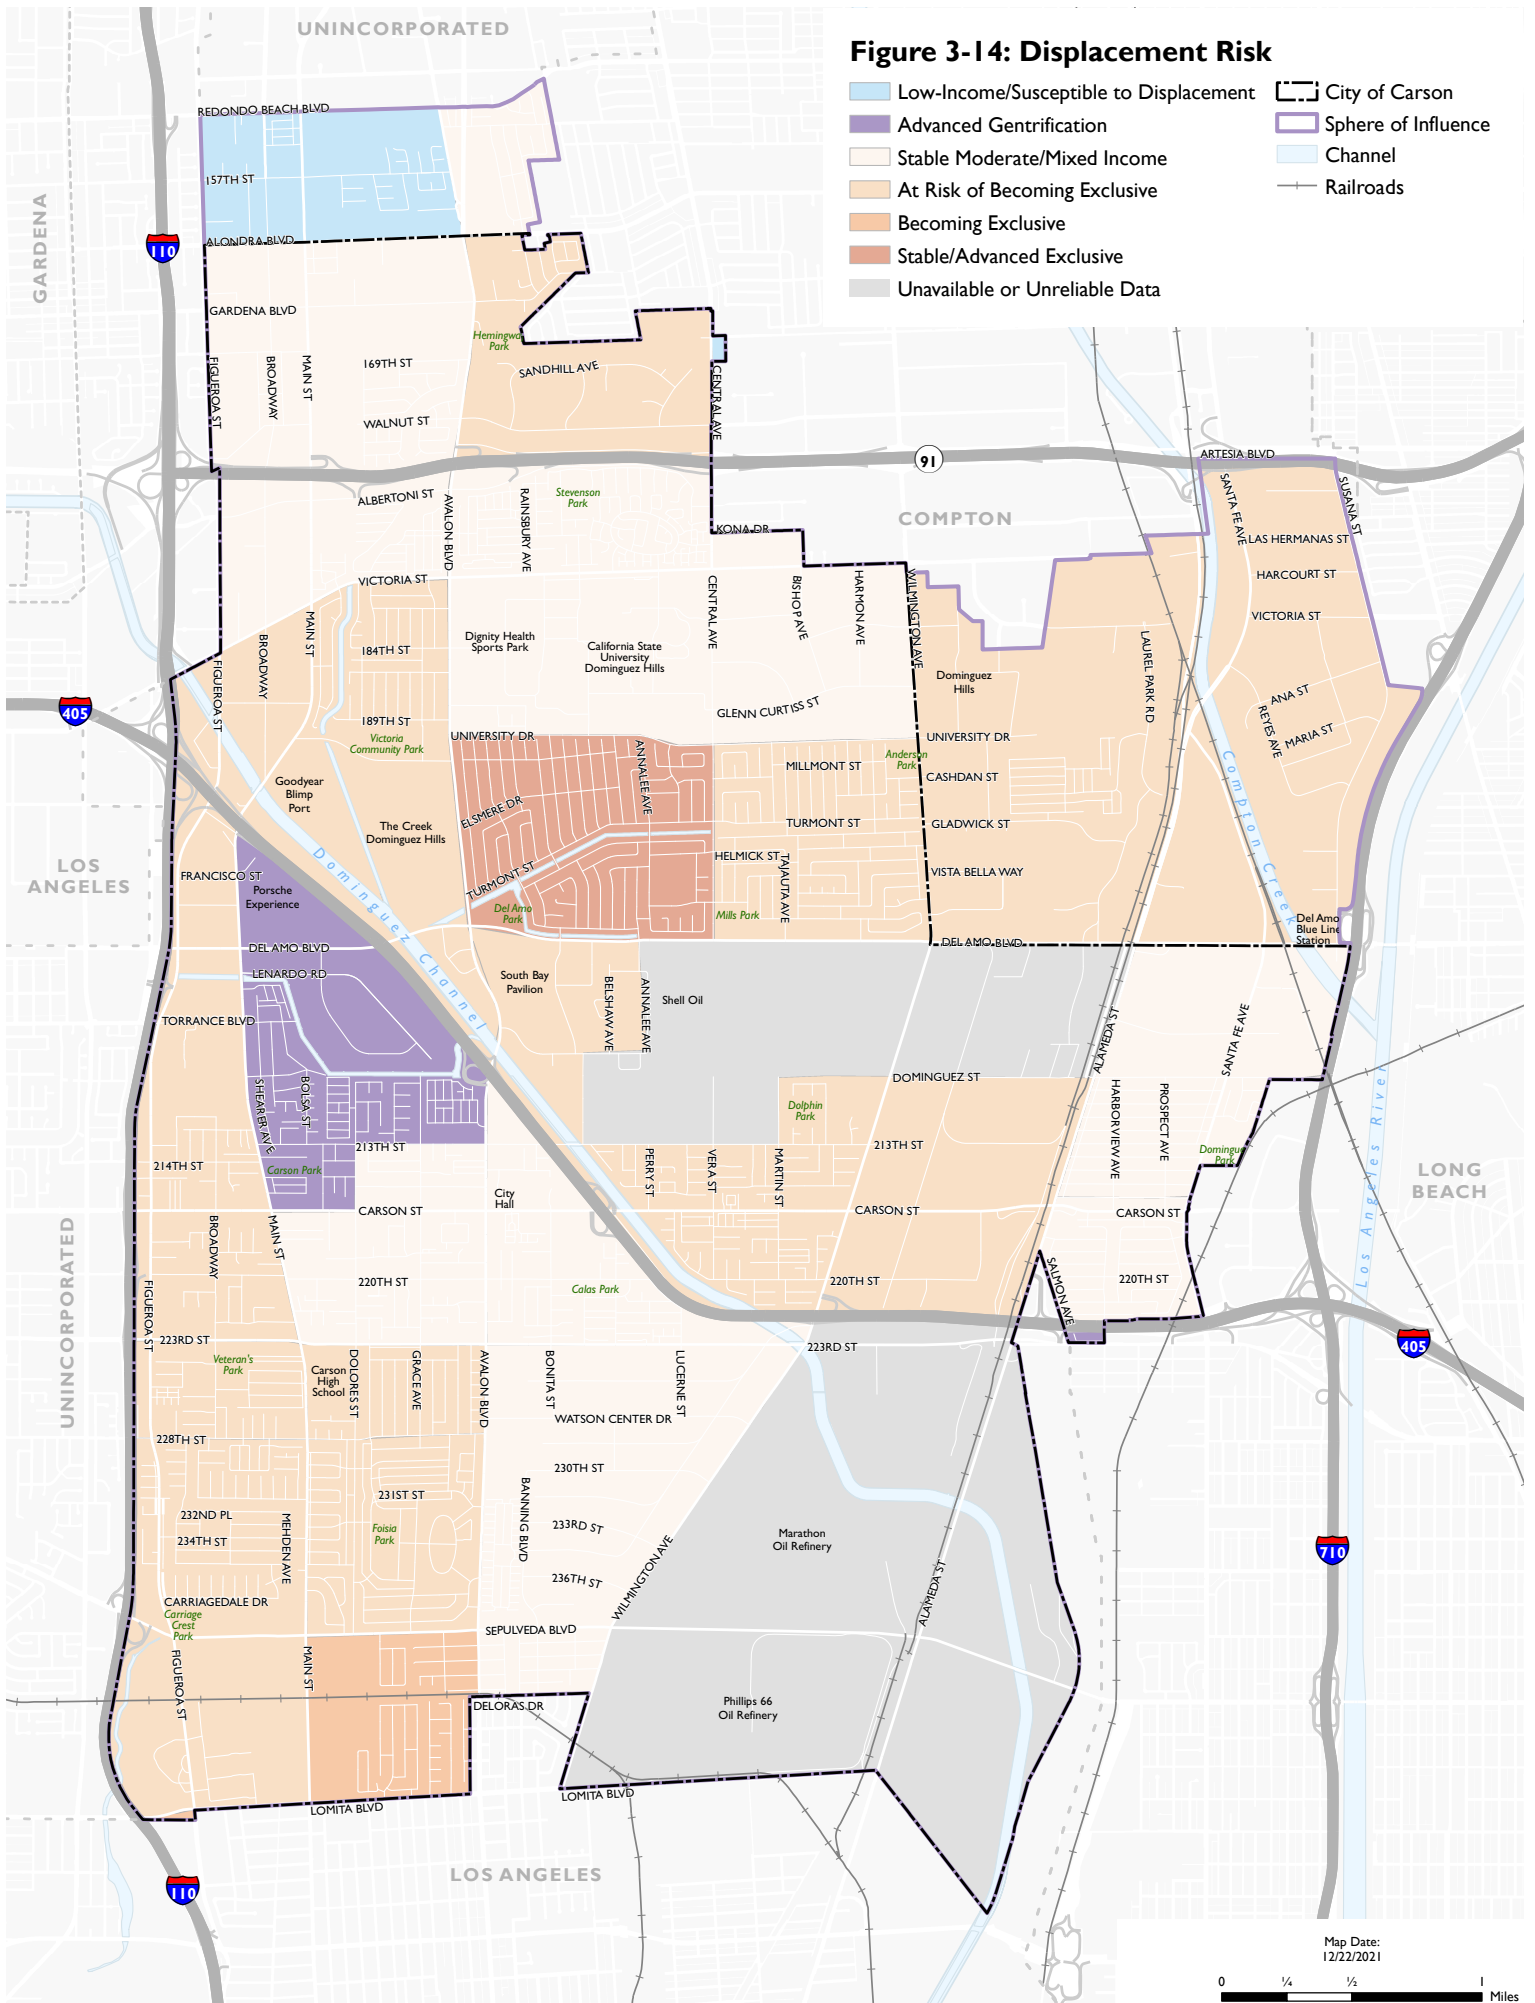 UNINCORPORATED
Figure 3-14: Displacement Risk
Low-Income/Susceptible to Displacement
Advanced Gentrification
Stable Moderate/Mixed Income
At Risk of Becoming Exclusive
Becoming Exclusive
Stable/Advanced Exclusive
Unavailable or Unreliable Data
City of Carson
Sphere of Influence
Channel
Railroads
REDONDO BEACH BLVD
157TH ST
GARDENA
110
ALONDRA BLVD
GARDENA BLVD
Hemingwa
Park
169TH ST
SANDHILL AVE
FIGUEROA ST
BROADWAY
MAIN ST
CENTRAL AVE
WALNUT ST
91
ARTESIA BLVD
ALBERTONI ST
AVALON BLVD
RAINSBURY AVE
Stevenson
Park
SANTA FE AVE
SUSANA ST
COMPTON
KONA DR
LAS HERMANAS ST
VICTORIA ST
HARCOURT ST
CENTRAL AVE
BISHOP AVE
HARMON AVE
WILMINGTON AVE
VICTORIA ST
MAIN ST
BROADWAY
184TH ST
Dignity Health
Sports Park
California State
University
Dominguez Hills
LAUREL PARK RD
FIGUEROA ST
Dominguez
Hills
405
189TH ST
GLENN CURTISS ST
ANA ST
REYES AVE
MARIA ST
Victoria
Community Park
UNIVERSITY DR
UNIVERSITY DR
ANNALEE AVE
MILLMONT ST
Anderson
Park
CASHDAN ST
Compton Creek
Goodyear
Blimp
Port
ELSMERE DR
The Creek
Dominguez Hills
TURMONT ST
GLADWICK ST
LOS
ANGELES
Dominguez Channel
HELMICK ST
TAJAUTA AVE
VISTA BELLA WAY
FRANCISCO ST
Porsche
Experience
TURMONT ST
Del Amo
Park
Mills Park
Del Amo
Blue Line
Station
DEL AMO BLVD
DEL AMO BLVD
LENARDO RD
South Bay
Pavilion
BELSHAW AVE
ANNALEE AVE
Shell Oil
TORRANCE BLVD
ALAMEDA ST
SANTA FE AVE
DOMINGUEZ ST
SHEARER AVE
BOLSA ST
HARBORVIEW AVE
PROSPECT AVE
Dolphin
Park
Los Angeles River
213TH ST
213TH ST
PERRY ST
VERA ST
MARTIN ST
Domingue
Park
214TH ST
Carson Park
LONG
BEACH
City
Hall
CARSON ST
CARSON ST
CARSON ST
UNINCORPORATED
BROADWAY
MAIN ST
220TH ST
Calas Park
220TH ST
SALMON AVE
220TH ST
FIGUEROA ST
223RD ST
223RD ST
405
Veteran's
Park
Carson
High
School
DOLORES ST
GRACE AVE
AVALON BLVD
BONITA ST
LUCERNE ST
WATSON CENTER DR
228TH ST
230TH ST
BANNING BLVD
231ST ST
232ND PL
MEHDEN AVE
Foisia
Park
233RD ST
234TH ST
Marathon
Oil Refinery
710
WILMINGTON AVE
ALAMEDA ST
236TH ST
CARRIAGEDALE DR
Carriage
Crest
Park
SEPULVEDA BLVD
FIGUEROA ST
MAIN ST
DELORAS DR
Phillips 66
Oil Refinery
LOMITA BLVD
LOMITA BLVD
LOS ANGELES
110
Map Date:
12/22/2021
0 1/4 1/2 1
Miles